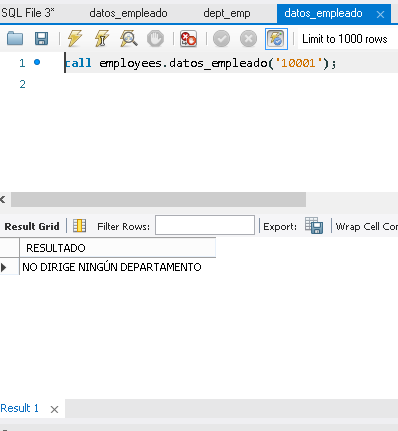 SQL File 3*
datos_empleado
dept_emp
datos_empleado
Limit to 1000 rows
1
call employees.datos_empleado('10001');
2
Result Grid
Filter Rows:
Export:
Wrap Cell Co
RESULTADO
NO DIRIGE NINGÚN DEPARTAMENTO
Result 1